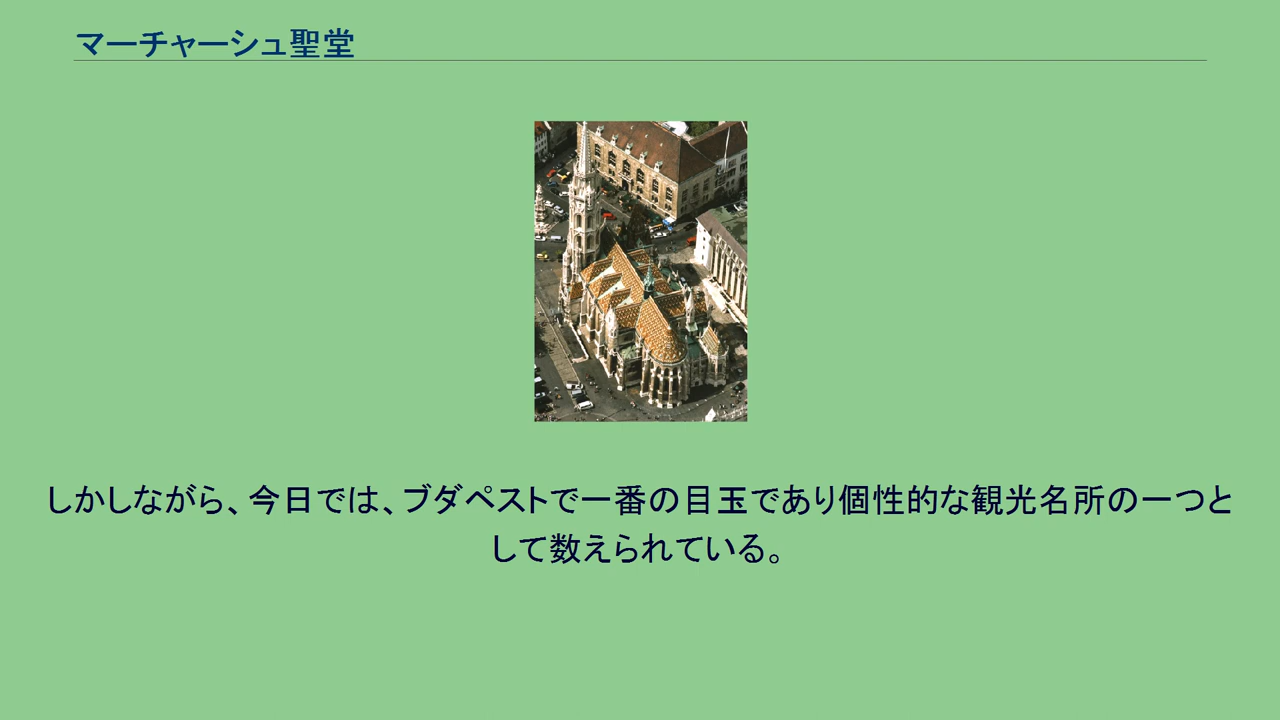 マーチャーシュ聖堂
しかしながら、今日では、ブダペストで一番の目玉であり個性的な観光名所の一つと
して数えられている。